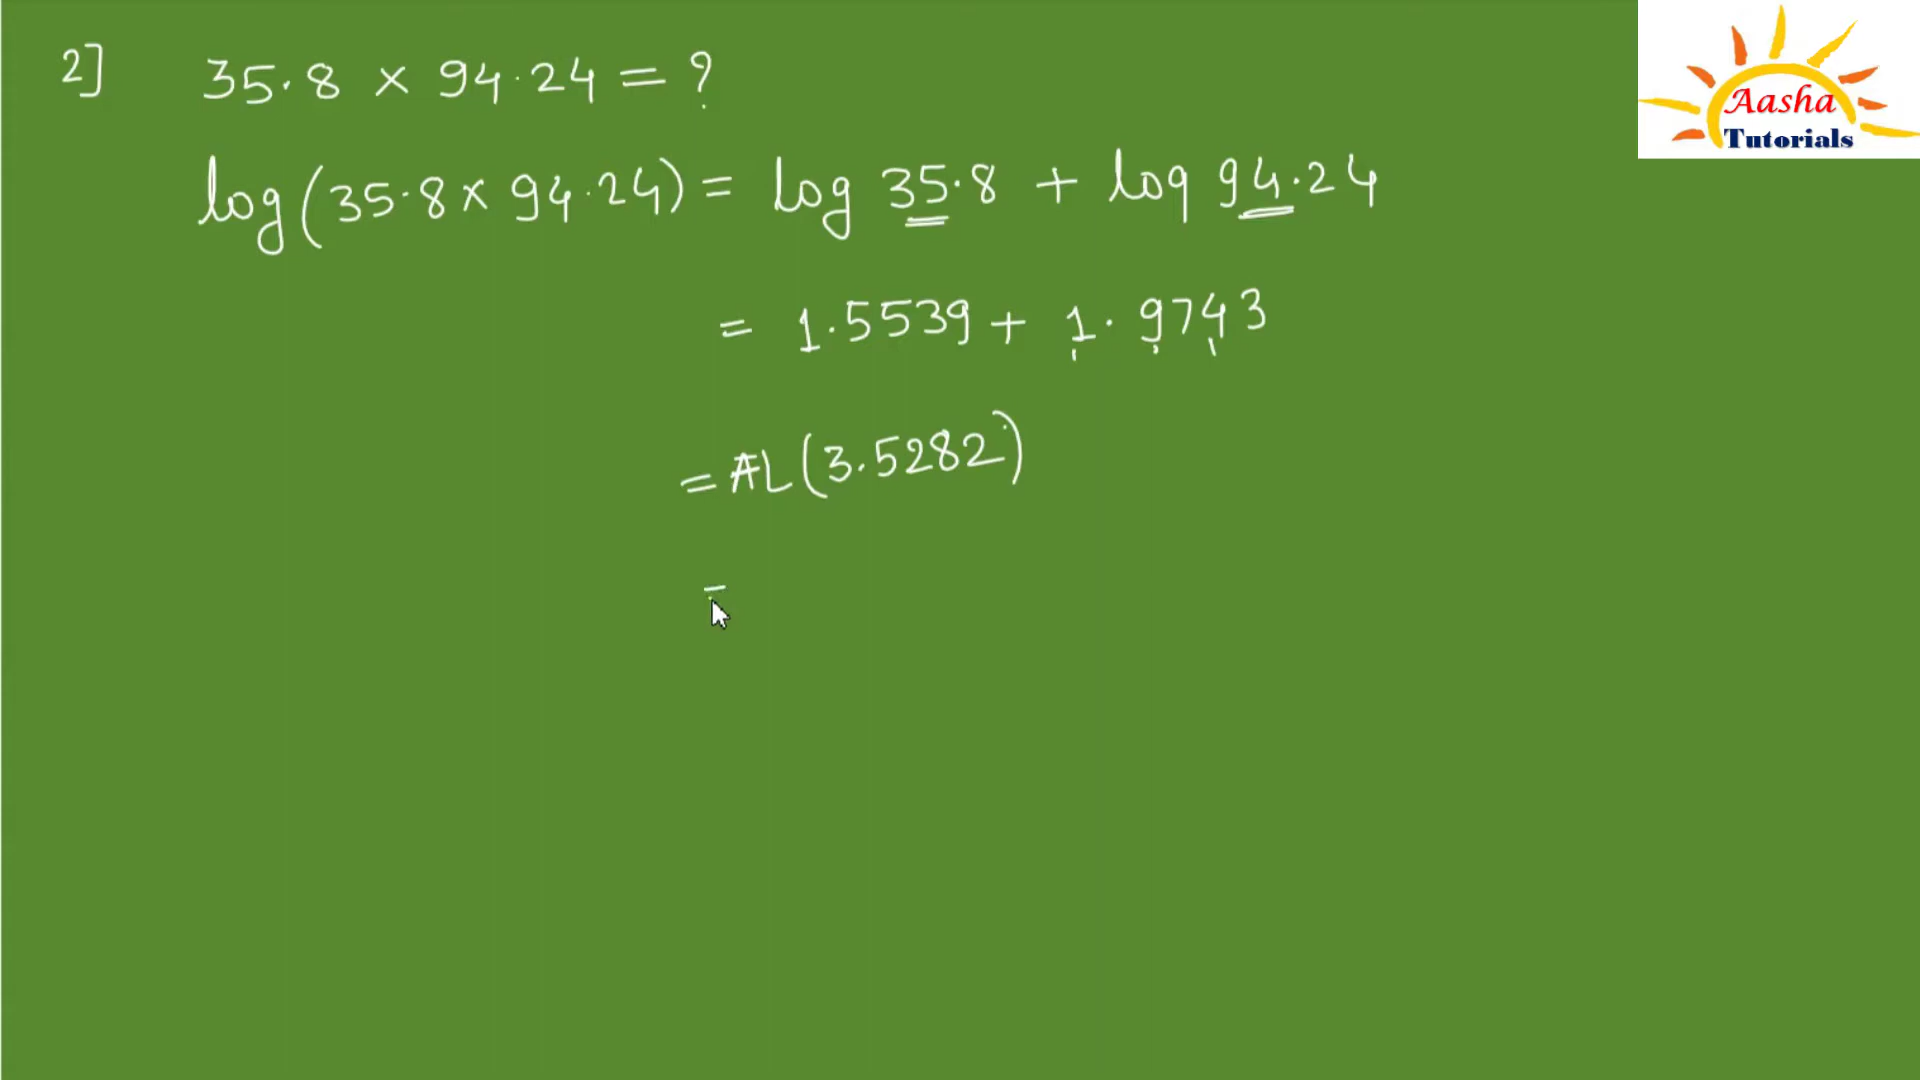 2] 35.8 × 94.24 = ?
log(35.8 × 94.24) = log 35.8 + log 94.24
= 1.5539 + 1.9743
= AL(3.5282)
Aasha
Tutorials